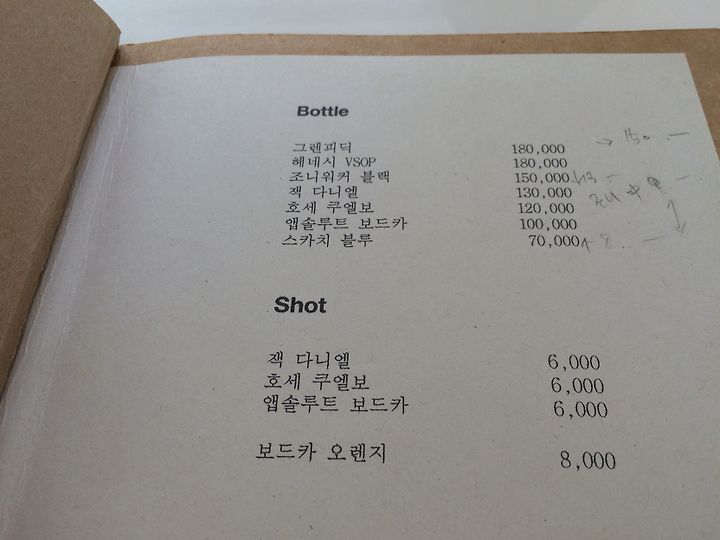 Bottle
그렌피딕 180,000
헤네시 VSOP 180,000
조니워커 블랙 150,000
잭 다니엘 130,000
호세 쿠엘보 120,000
앱솔루트 보드카 100,000
스카치 블루 70,000
Shot
잭 다니엘 6,000
호세 쿠엘보 6,000
앱솔루트 보드카 6,000
보드카 오렌지 8,000